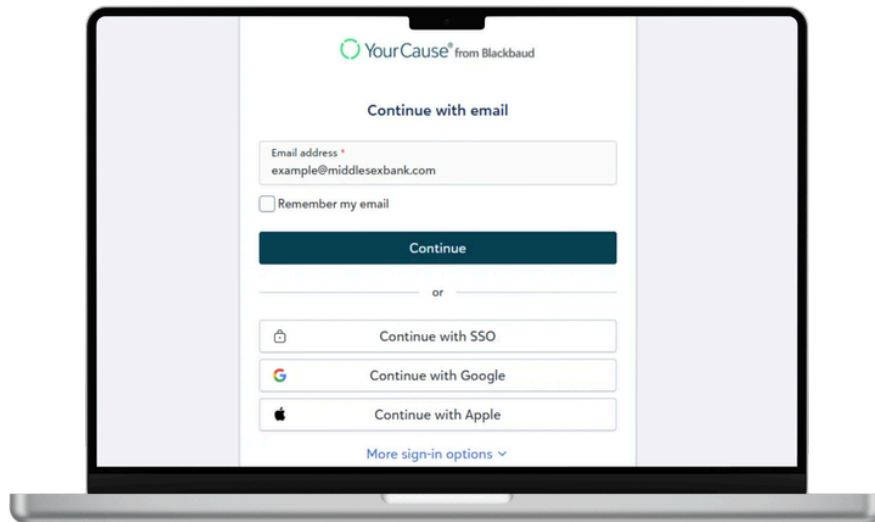 YourCause® from Blackbaud
Continue with email
Email address *
example@middlesexbank.com
Remember my email
Continue
or
Continue with SSO
Continue with Google
Continue with Apple
More sign-in options